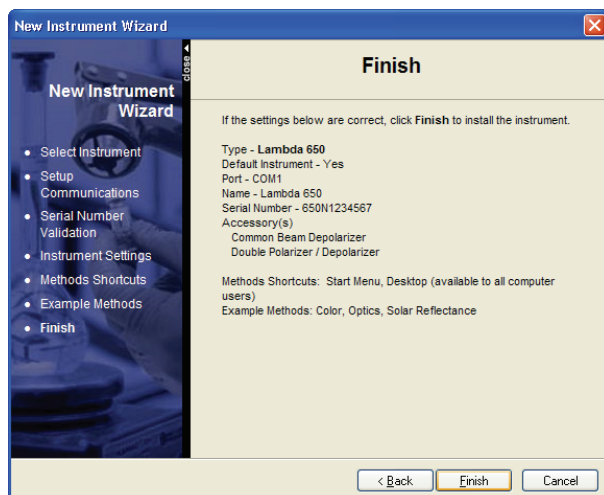 New Instrument Wizard
close
New Instrument
Wizard
Select Instrument
Setup
Communications
Serial Number
Validation
Instrument Settings
Methods Shortcuts
Example Methods
Finish
Finish
If the settings below are correct, click Finish to install the instrument.
Type - Lambda 650
Default Instrument - Yes
Port - COM1
Name - Lambda 650
Serial Number - 650N1234567
Accessory(s)
Common Beam Depolarizer
Double Polarizer / Depolarizer
Methods Shortcuts: Start Menu, Desktop (available to all computer
users)
Example Methods: Color, Optics, Solar Reflectance
< Back
Finish
Cancel